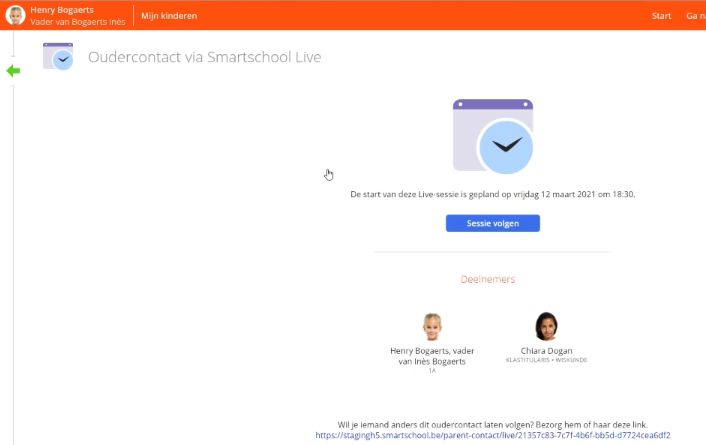 Henry Bogaerts
Vader van Bogaerts Inès
Mijn kinderen
Start
Ga
Oudercontact via Smartschool Live
De start van deze Live-sessie is gepland op vrijdag 12 maart 2021 om 18:30.
Sessie volgen
Deelnemers
Henry Bogaerts, vader
van Inès Bogaerts
1A
Chiara Dogan
KLASTITULARIS • WISKUNDE
Wil je iemand anders dit oudercontact laten volgen? Bezorg hem of haar deze link.
https://stagingh5.smartschool.be/parent-contact/live/21357c83-7c7f-4b6f-bb5d-d7724cea6df2